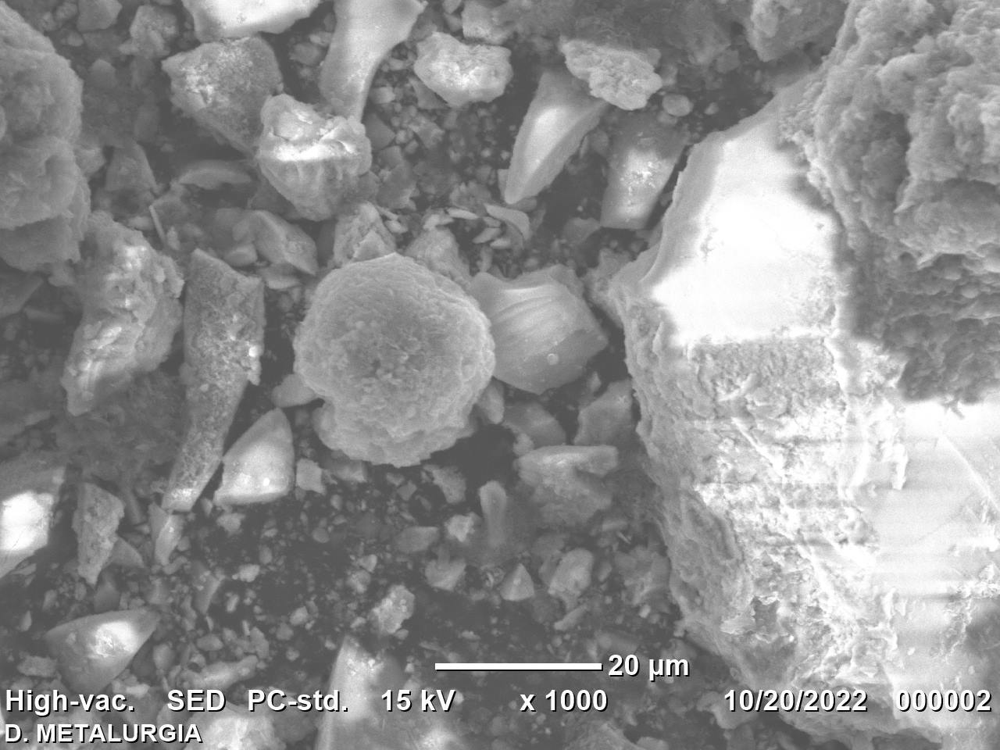 20 µm
High-vac. SED PC-std. 15 kV x 1000 10/20/2022 000002
D. METALURGIA